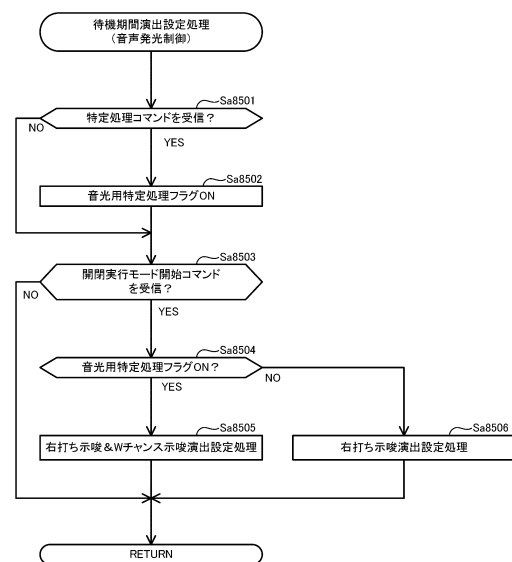 待機期間演出設定処理
(音声発光制御)
Sa8501
特定処理コマンドを受信?
NO
YES
Sa8502
音光用特定処理フラグON
Sa8503
開閉実行モード開始コマンド
を受信?
NO
YES
Sa8504
音光用特定処理フラグON?
NO
YES
Sa8505
右打ち示唆&Wチャンス示唆演出設定処理
Sa8506
右打ち示唆演出設定処理
RETURN